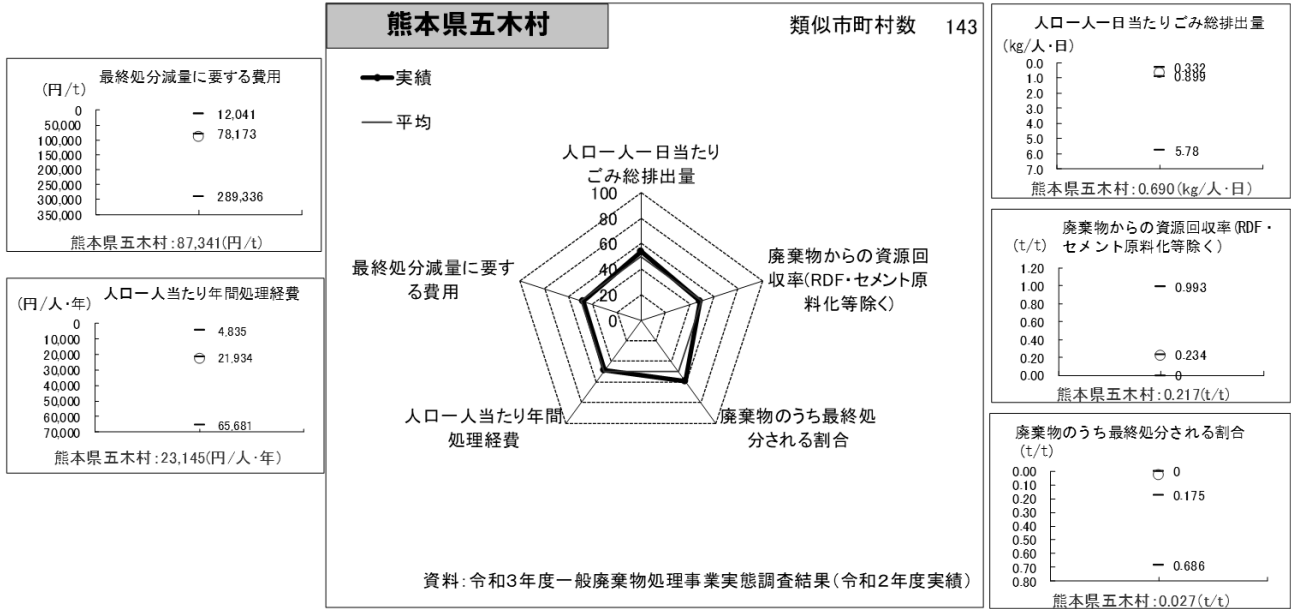 熊本県五木村
類似市町村数 143
実績
平均
人口一人一日当たり
ごみ総排出量
廃棄物からの資源回
収率(RDF・セメント原
料化等除く)
廃棄物のうち最終処
分される割合
人口一人当たり年間
処理経費
最終処分減量に要す
る費用
100
80
60
40
20
0
資料:令和3年度一般廃棄物処理事業実態調査結果(令和2年度実績)
最終処分減量に要する費用
(円/t)
0
50,000
100,000
150,000
200,000
250,000
300,000
350,000
12,041
78,173
289,336
熊本県五木村:87,341(円/t)
(円/人・年) 人口一人当たり年間処理経費
0
10,000
20,000
30,000
40,000
50,000
60,000
70,000
4,835
21,934
65,681
熊本県五木村:23,145(円/人・年)
人口一人一日当たりごみ総排出量
(kg/人・日)
0.0
1.0
2.0
3.0
4.0
5.0
6.0
7.0
0.332
0.899
5.78
熊本県五木村:0.690(kg/人・日)
廃棄物からの資源回収率(RDF・
(t/t) セメント原料化等除く)
1.20
1.00
0.80
0.60
0.40
0.20
0.00
0.993
0.234
0
熊本県五木村:0.217(t/t)
廃棄物のうち最終処分される割合
(t/t)
0.00
0.10
0.20
0.30
0.40
0.50
0.60
0.70
0.80
0
0.175
0.686
熊本県五木村:0.027(t/t)